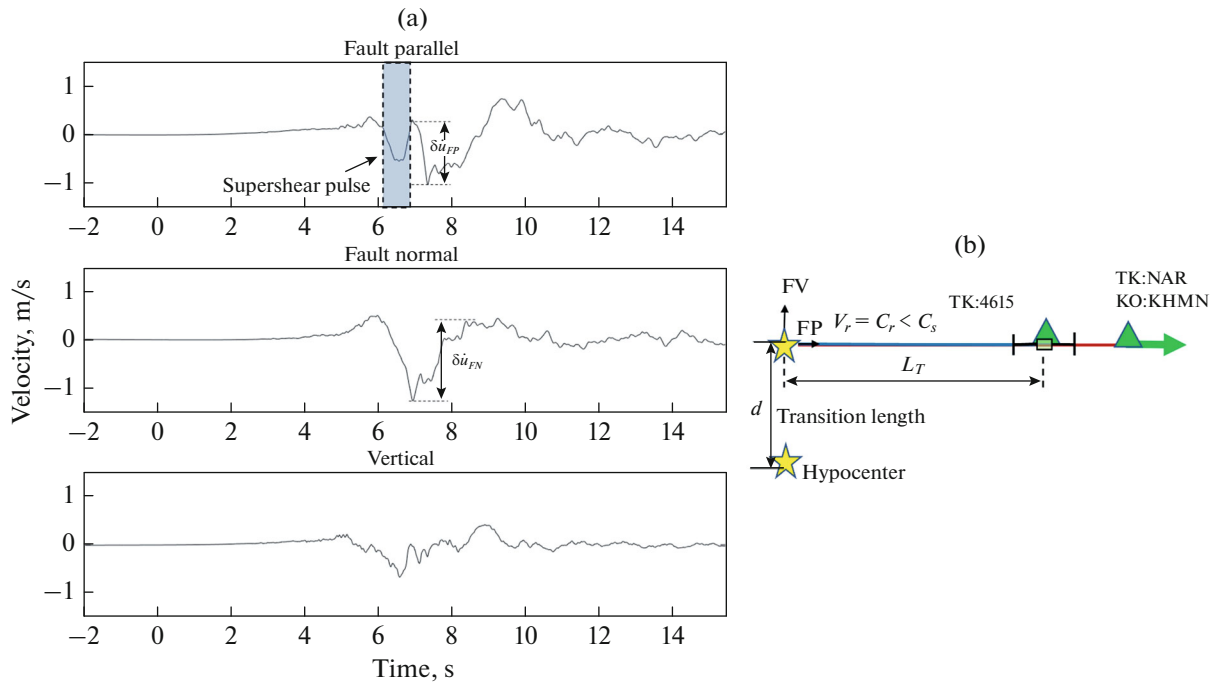 (a)
Fault parallel
1
0
−1
δu̇FP
Supershear pulse
−2 0 2 4 6 8 10 12 14
Fault normal
1
0
−1
δu̇FN
−2 0 2 4 6 8 10 12 14
Vertical
1
0
−1
−2 0 2 4 6 8 10 12 14
Velocity, m/s
Time, s
(b)
FV
FP
Vr = Cr < Cs
TK:4615
TK:NAR
KO:KHMN
LT
d
Transition length
Hypocenter